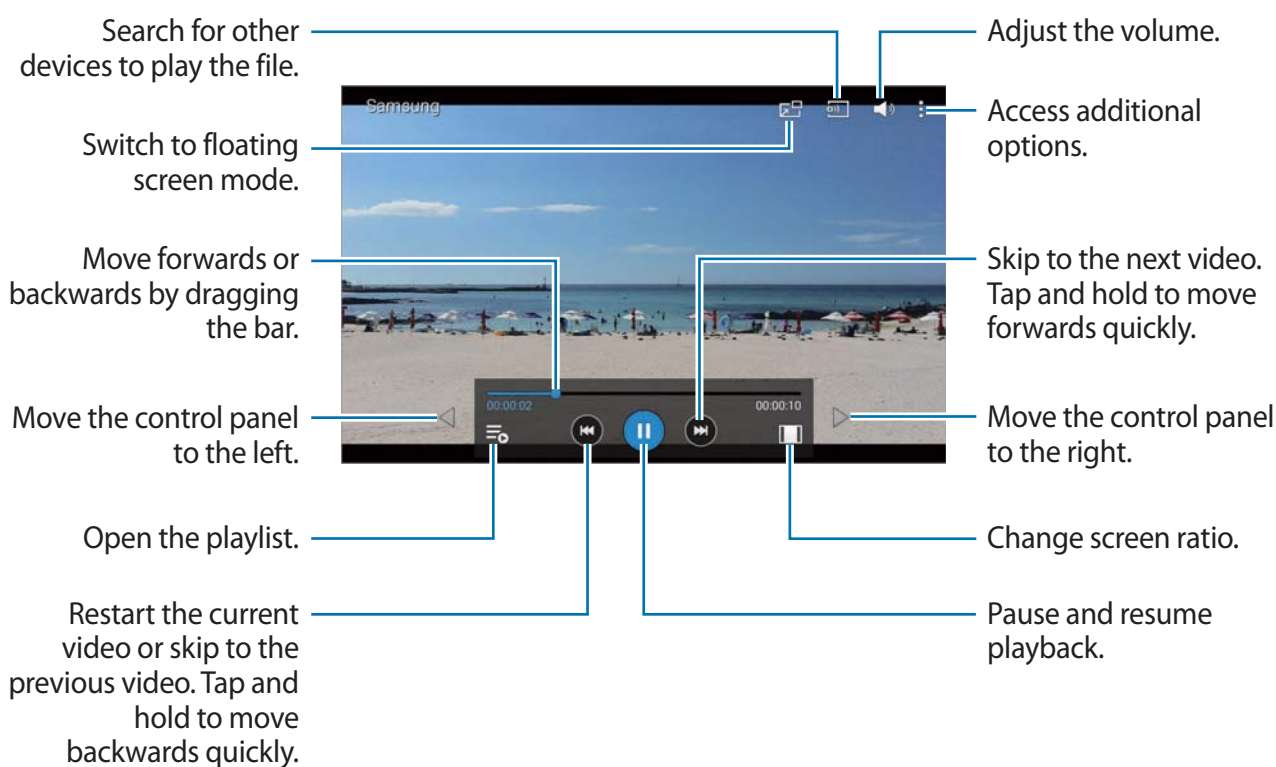 Search for other
devices to play the file.
Switch to floating
screen mode.
Move forwards or
backwards by dragging
the bar.
Move the control panel
to the left.
Open the playlist.
Restart the current
video or skip to the
previous video. Tap and
hold to move
backwards quickly.
Samsung
00:00:02
00:00:10
Adjust the volume.
Access additional
options.
Skip to the next video.
Tap and hold to move
forwards quickly.
Move the control panel
to the right.
Change screen ratio.
Pause and resume
playback.